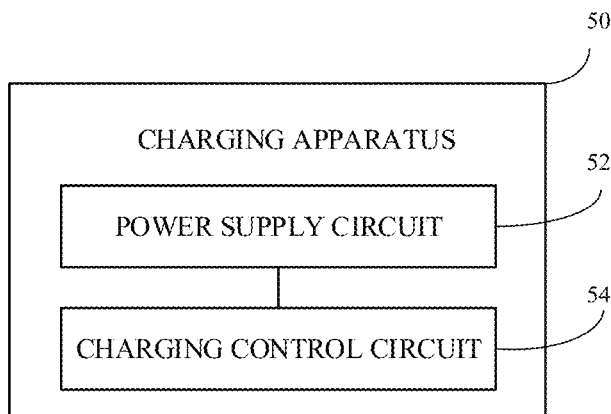 50
CHARGING APPARATUS
52
POWER SUPPLY CIRCUIT
54
CHARGING CONTROL CIRCUIT